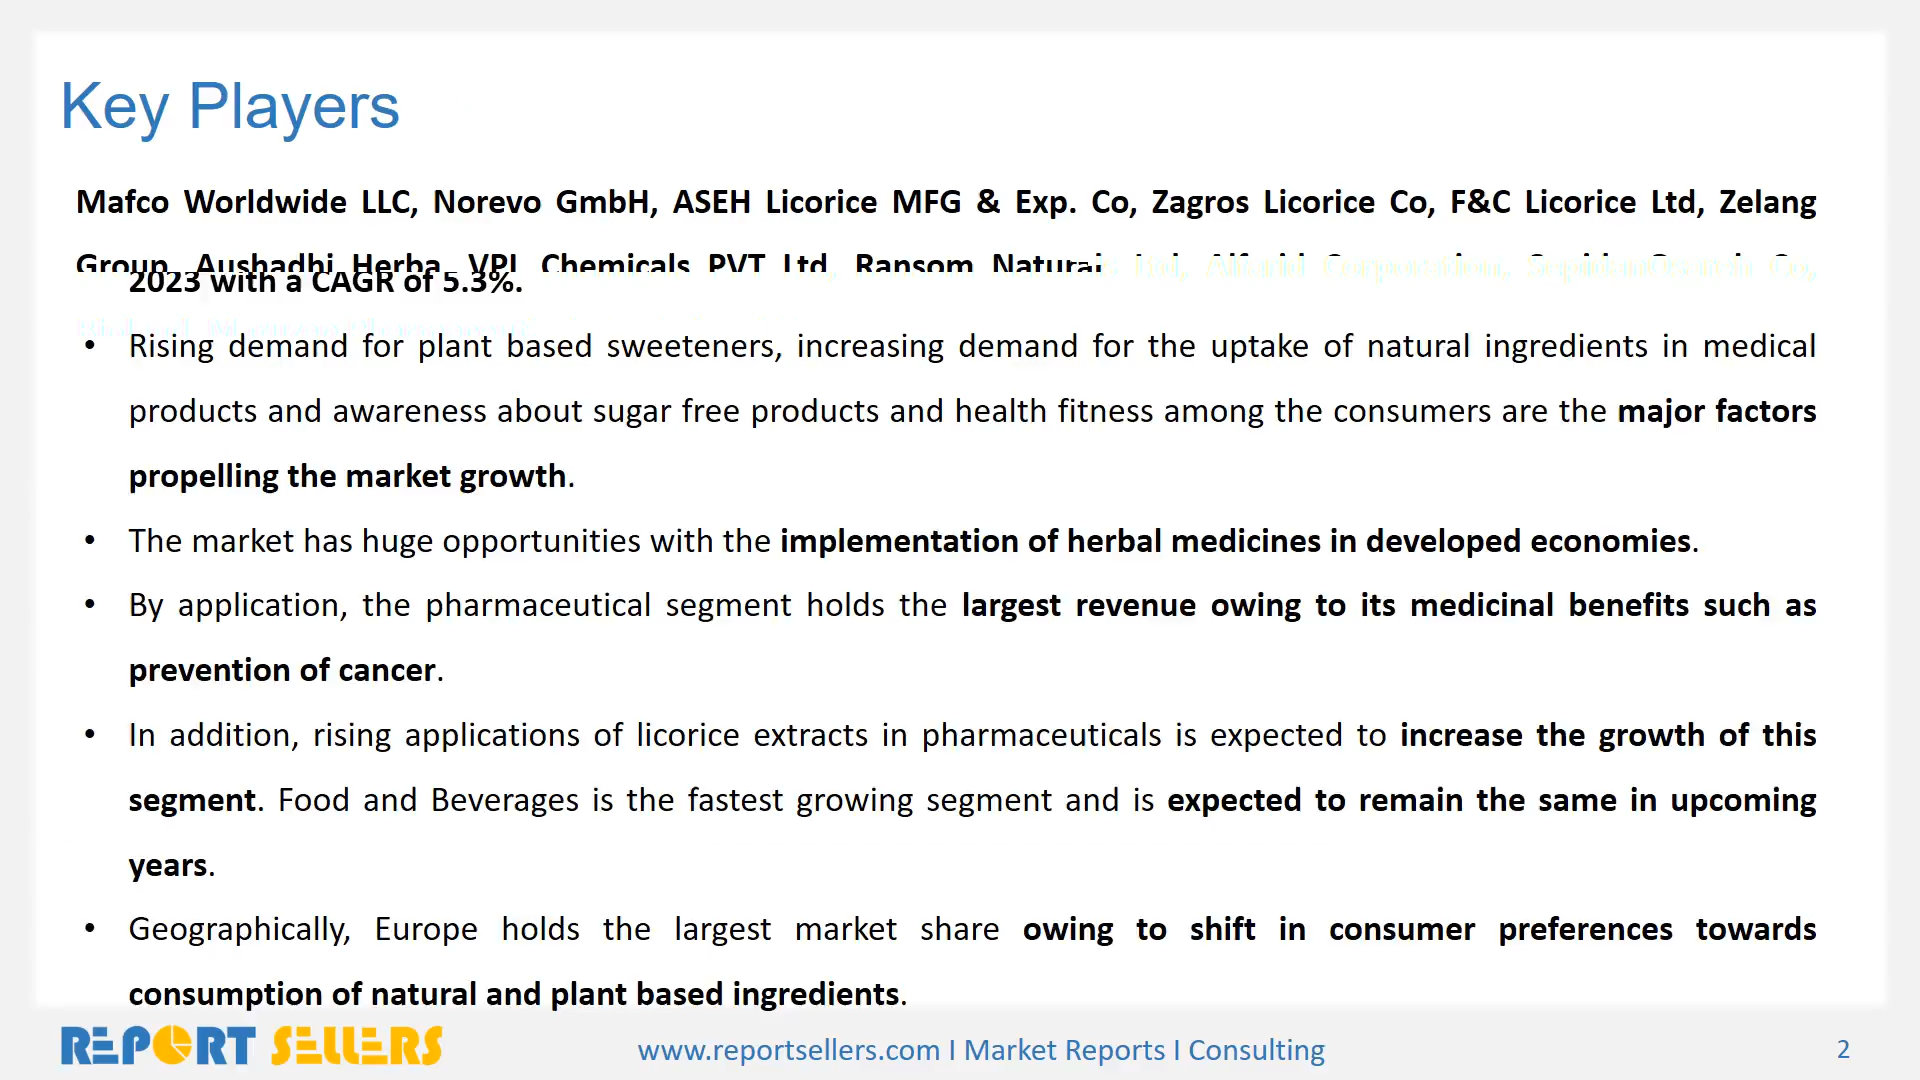 Key Players
Mafco Worldwide LLC, Norevo GmbH, ASEH Licorice MFG & Exp. Co, Zagros Licorice Co, F&C Licorice Ltd, Zelang
Group, Aushadhi Herba, VPL Chemicals PVT Ltd, Ransom Naturals Ltd, Alfarid Corporation,
2023 with a CAGR of 5.3%.
• Rising demand for plant based sweeteners, increasing demand for the uptake of natural ingredients in medical
products and awareness about sugar free products and health fitness among the consumers are the major factors
propelling the market growth.
• The market has huge opportunities with the implementation of herbal medicines in developed economies.
• By application, the pharmaceutical segment holds the largest revenue owing to its medicinal benefits such as
prevention of cancer.
• In addition, rising applications of licorice extracts in pharmaceuticals is expected to increase the growth of this
segment. Food and Beverages is the fastest growing segment and is expected to remain the same in upcoming
years.
• Geographically, Europe holds the largest market share owing to shift in consumer preferences towards
consumption of natural and plant based ingredients.
REPORT SELLERS
www.reportsellers.com I Market Reports I Consulting
2